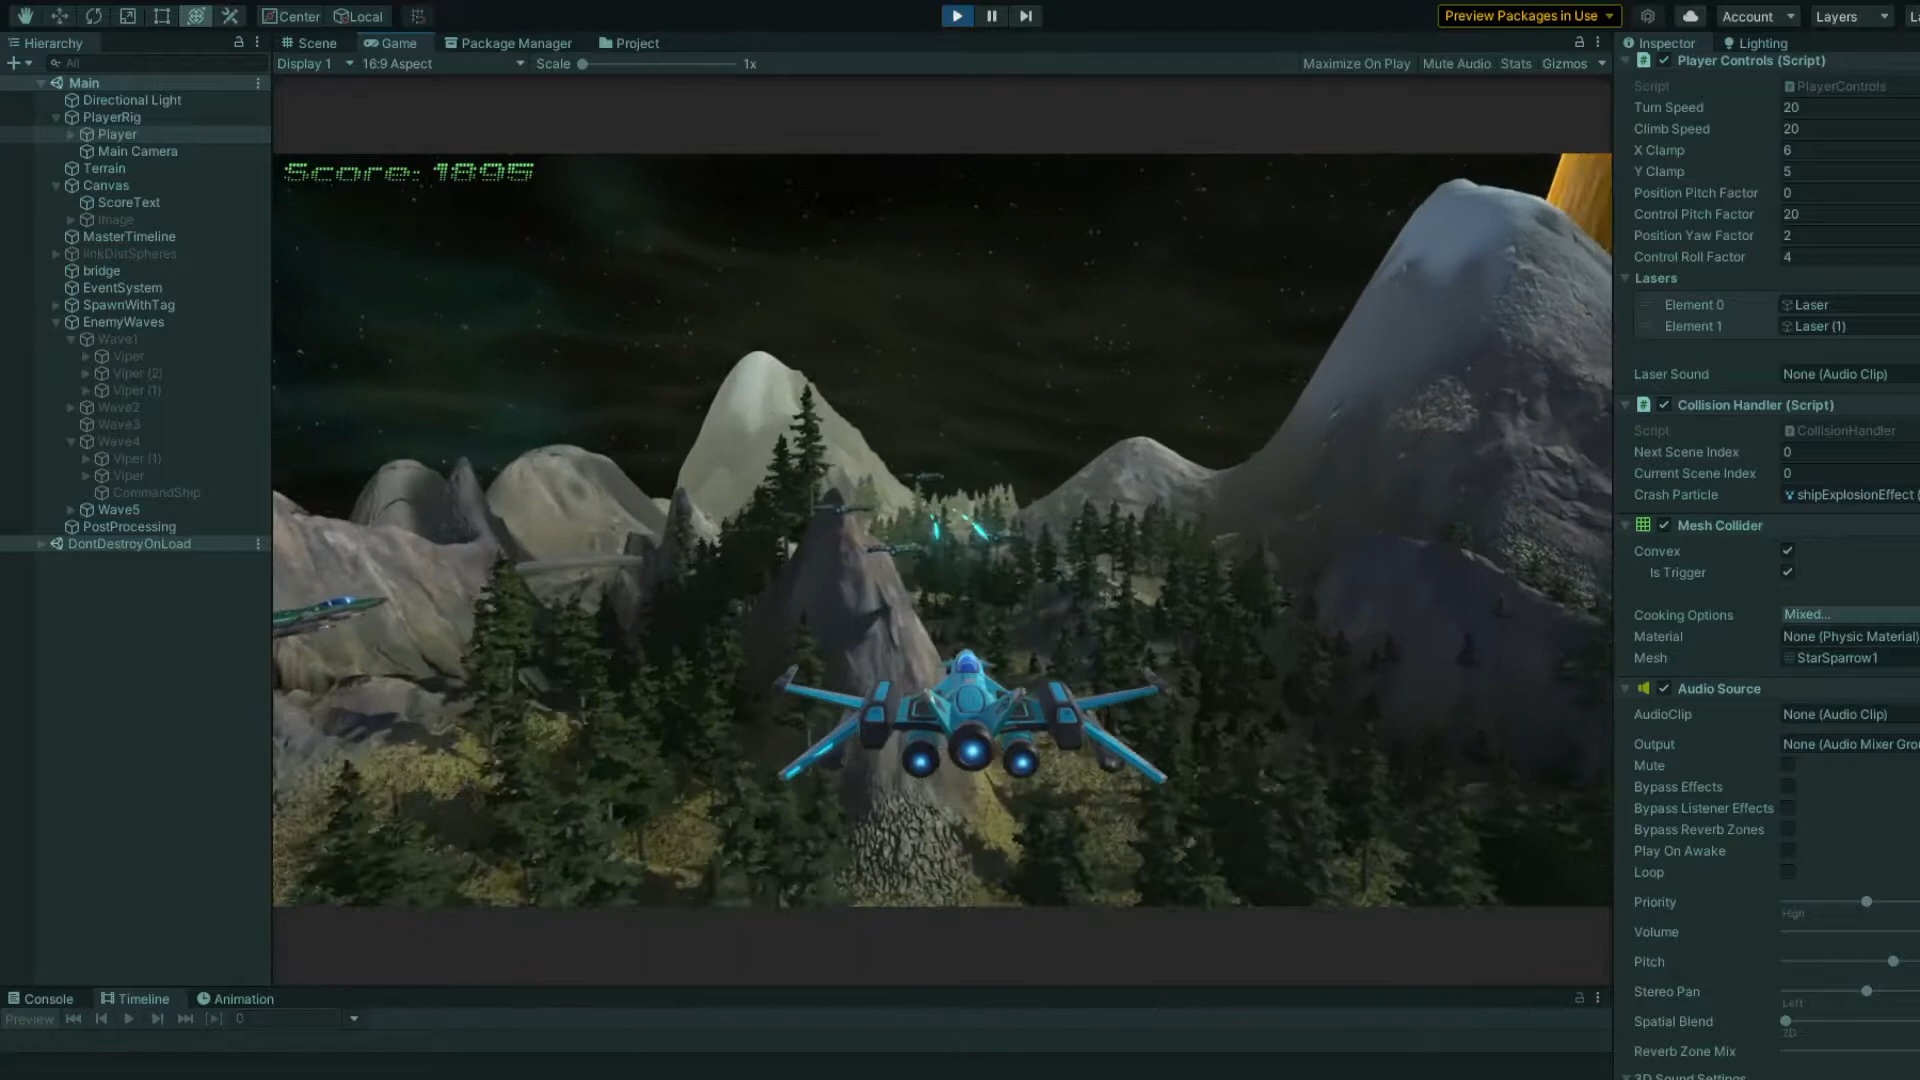 Center
Local
Preview Packages in Use
Account
Layers
Hierarchy
Scene
Game
Package Manager
Project
Inspector
Lighting
All
Display 1
16:9 Aspect
Scale
1x
Maximize On Play
Mute Audio
Stats
Gizmos
Main
Directional Light
PlayerRig
Player
Main Camera
Terrain
Canvas
ScoreText
Image
MasterTimeline
linkDistSpheres
bridge
EventSystem
SpawnWithTag
EnemyWaves
Wave1
Viper
Viper (2)
Viper (1)
Wave2
Wave3
Wave4
Viper (1)
Viper
CommandShip
Wave5
PostProcessing
DontDestroyOnLoad
Score: 1895
Player Controls (Script)
Script PlayerControls
Turn Speed 20
Climb Speed 20
X Clamp 6
Y Clamp 5
Position Pitch Factor 0
Control Pitch Factor 20
Position Yaw Factor 2
Control Roll Factor 4
Lasers
Element 0 Laser
Element 1 Laser (1)
Laser Sound None (Audio Clip)
Collision Handler (Script)
Script CollisionHandler
Next Scene Index 0
Current Scene Index 0
Crash Particle shipExplosionEffect (
Mesh Collider
Convex
Is Trigger
Cooking Options Mixed...
Material None (Physic Material)
Mesh StarSparrow1
Audio Source
AudioClip None (Audio Clip)
Output None (Audio Mixer Gro
Mute
Bypass Effects
Bypass Listener Effects
Bypass Reverb Zones
Play On Awake
Loop
Priority
High
Volume
Pitch
Stereo Pan
Left
Spatial Blend
2D
Reverb Zone Mix
3D Sound Settings
Console
Timeline
Animation
Preview
0